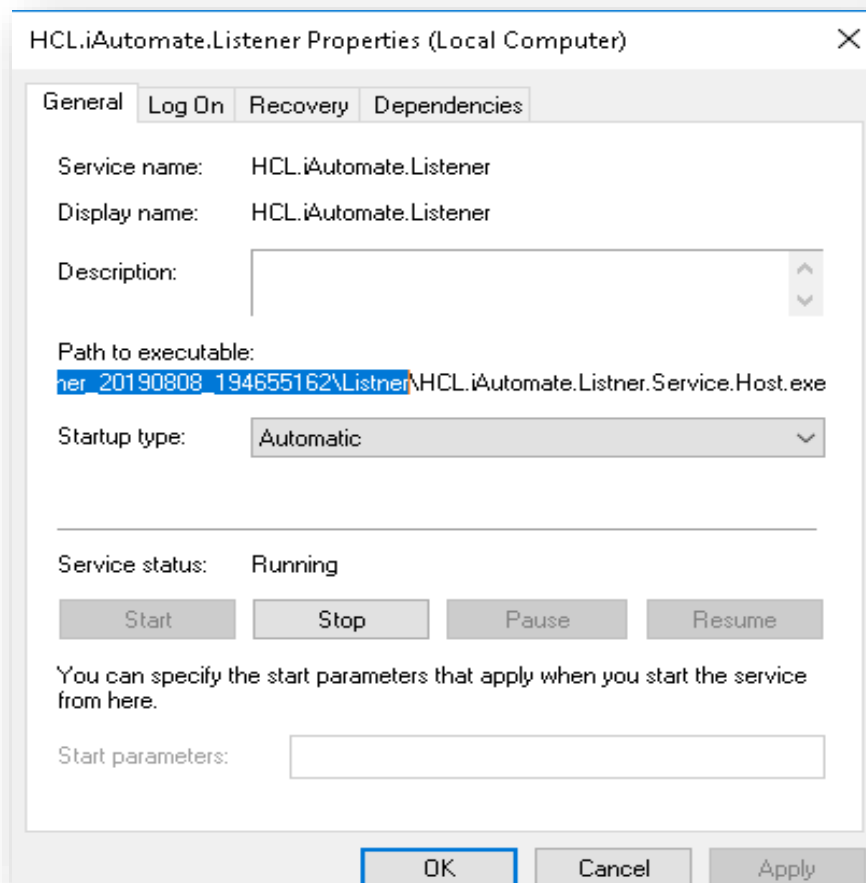 HCL.iAutomate.Listener Properties (Local Computer)
General Log On Recovery Dependencies
Service name: HCL.iAutomate.Listener
Display name: HCL.iAutomate.Listener
Description:
Path to executable:
ner_20190808_194655162\Listner\HCL.iAutomate.Listner.Service.Host.exe
Startup type: Automatic
Service status: Running
Start Stop Pause Resume
You can specify the start parameters that apply when you start the service
from here.
Start parameters:
OK Cancel Apply